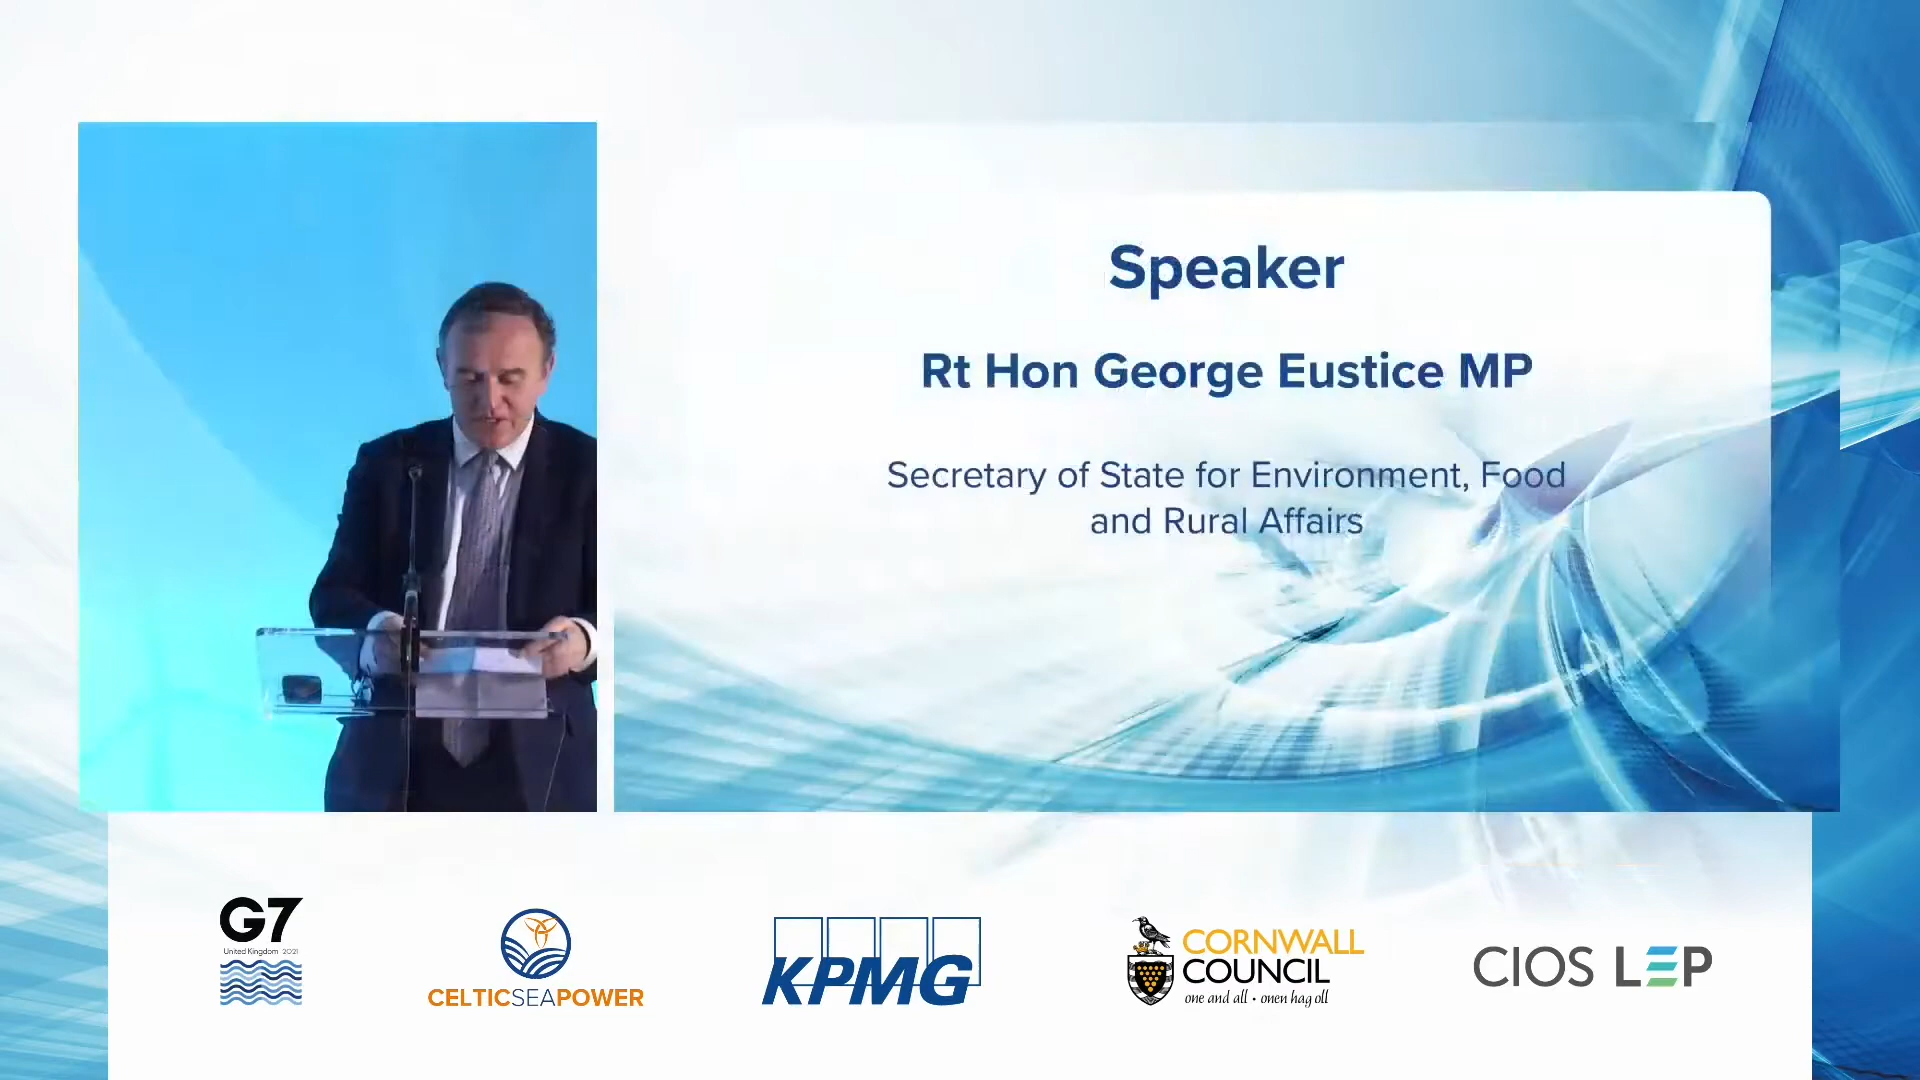 Speaker
Rt Hon George Eustice MP
Secretary of State for Environment, Food
and Rural Affairs
G7
United Kingdom 2021
CELTICSEAPOWER
KPMG
CORNWALL
COUNCIL
one and all • onen hag oll
CIOS LEP